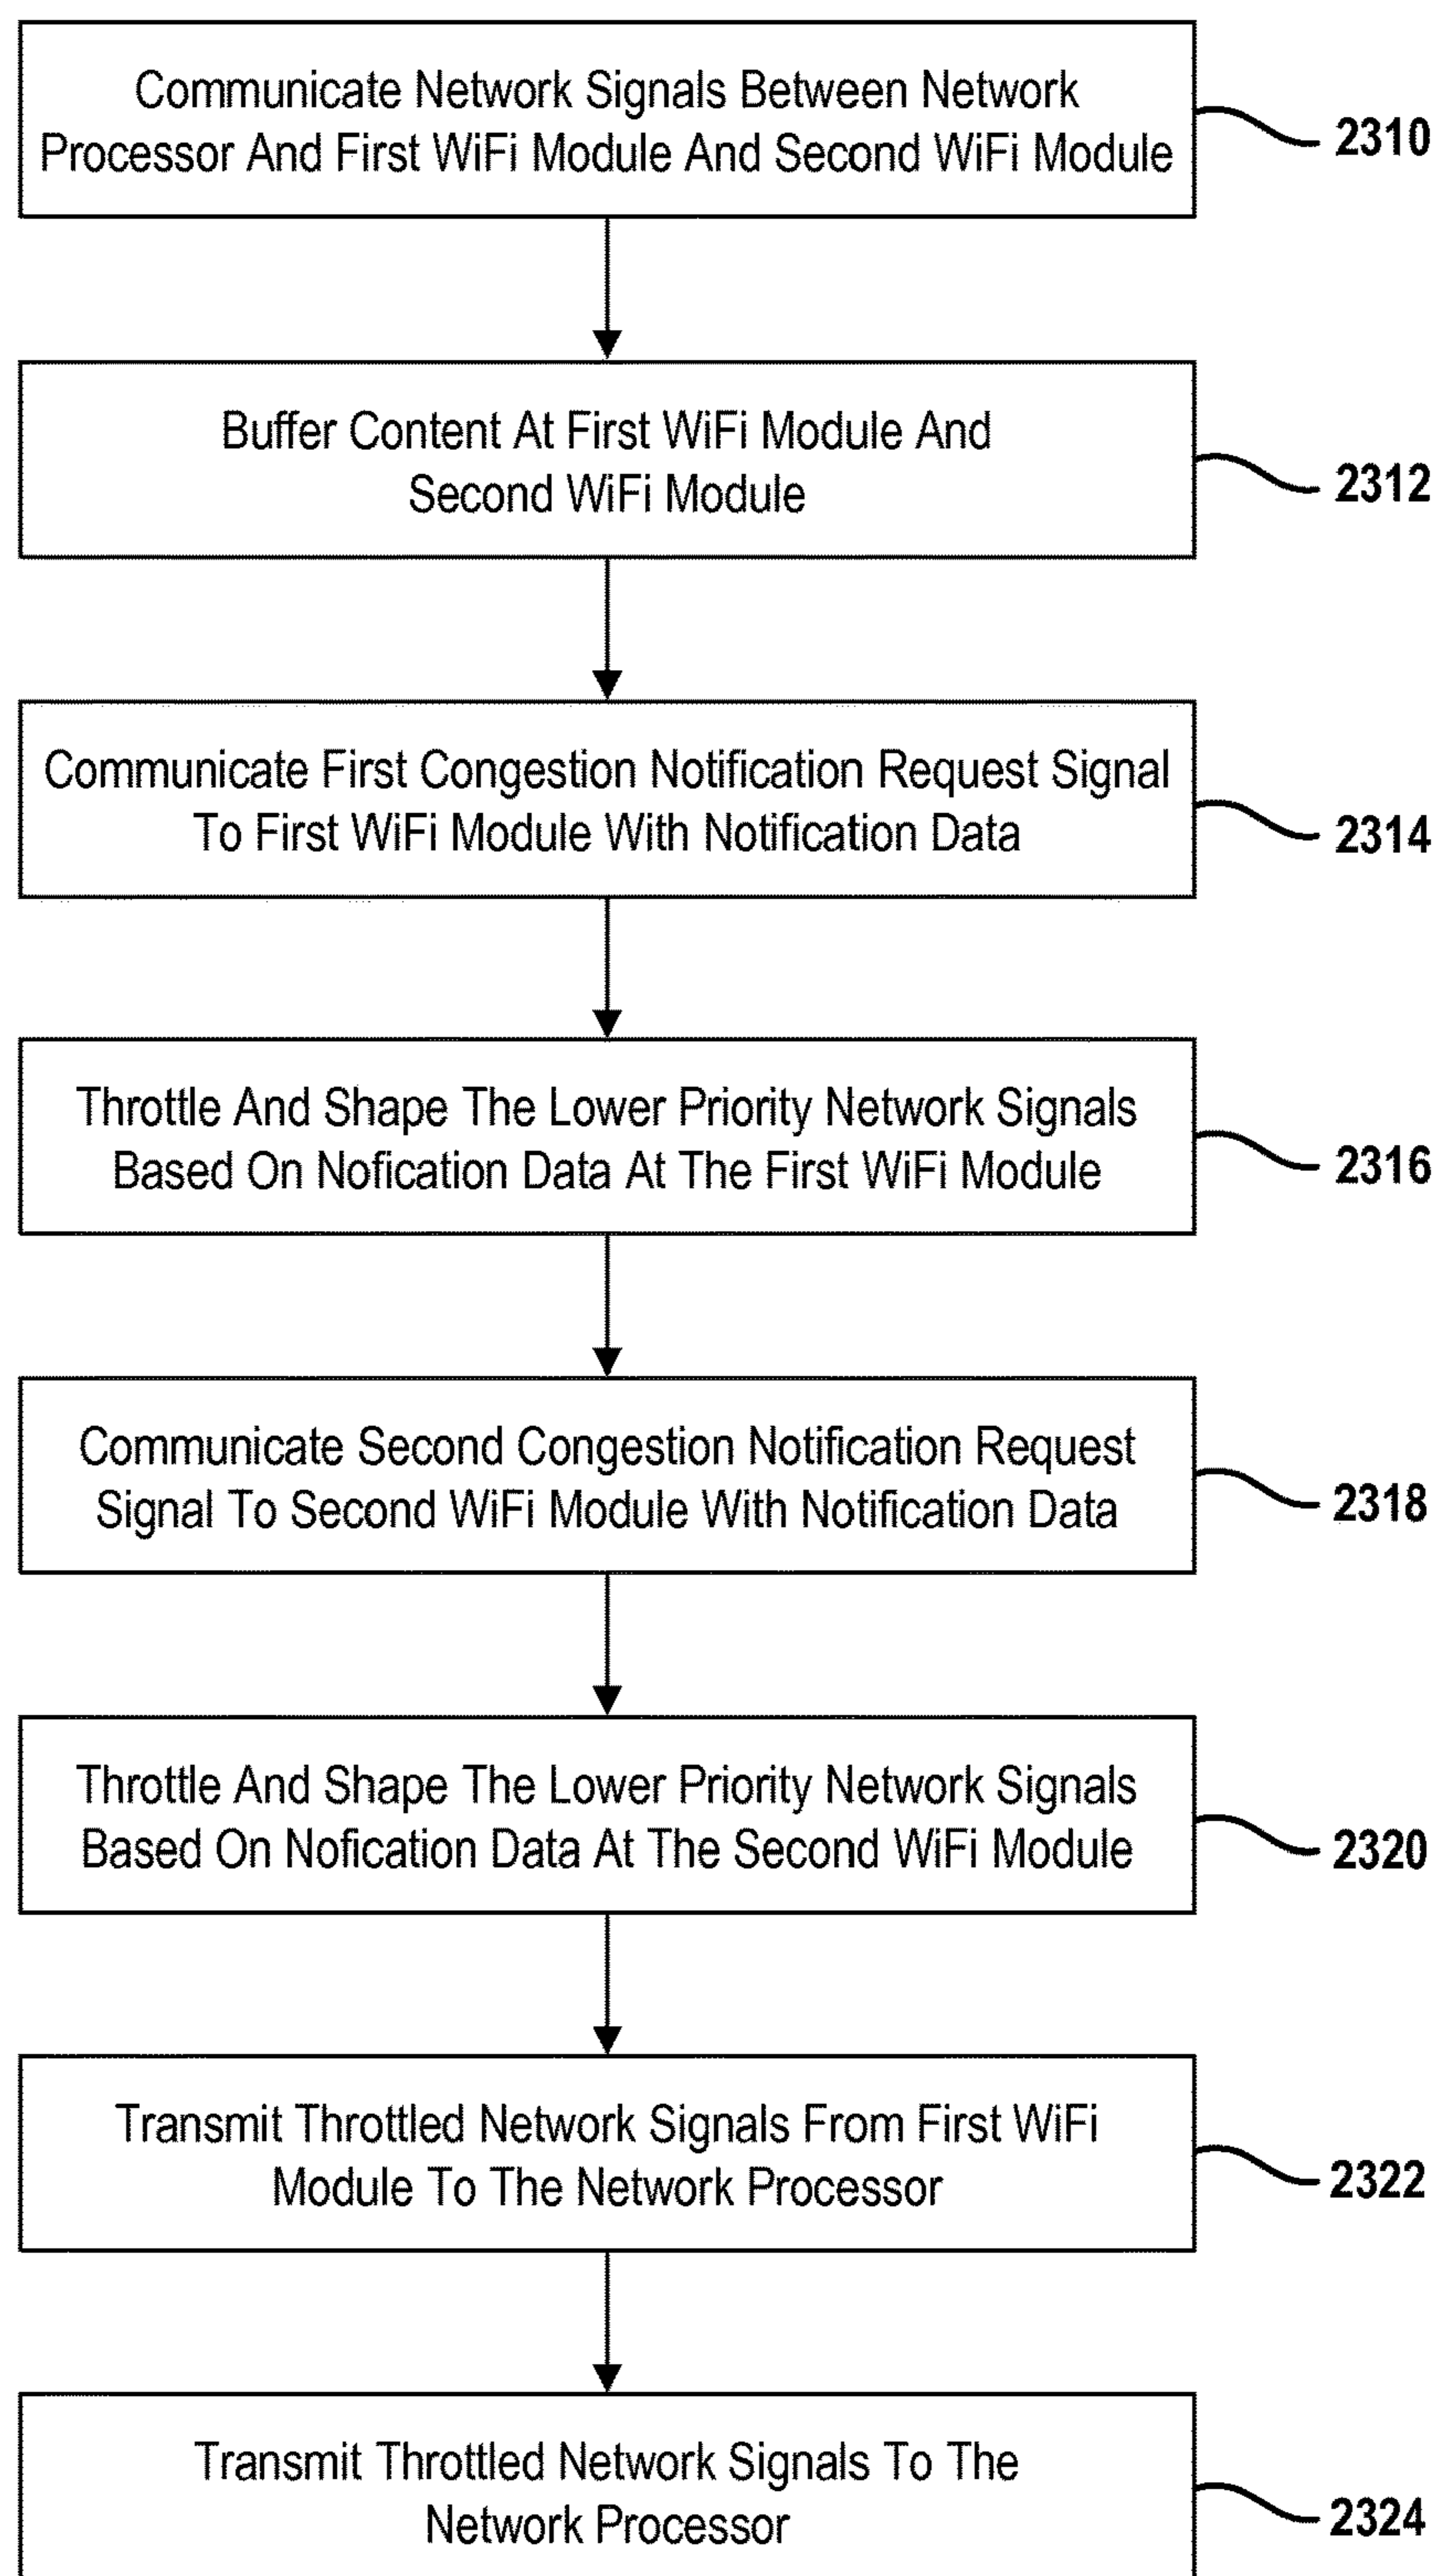 Communicate Network Signals Between Network
Processor And First WiFi Module And Second WiFi Module
2310
Buffer Content At First WiFi Module And
Second WiFi Module
2312
Communicate First Congestion Notification Request Signal
To First WiFi Module With Notification Data
2314
Throttle And Shape The Lower Priority Network Signals
Based On Nofication Data At The First WiFi Module
2316
Communicate Second Congestion Notification Request
Signal To Second WiFi Module With Notification Data
2318
Throttle And Shape The Lower Priority Network Signals
Based On Nofication Data At The Second WiFi Module
2320
Transmit Throttled Network Signals From First WiFi
Module To The Network Processor
2322
Transmit Throttled Network Signals To The
Network Processor
2324